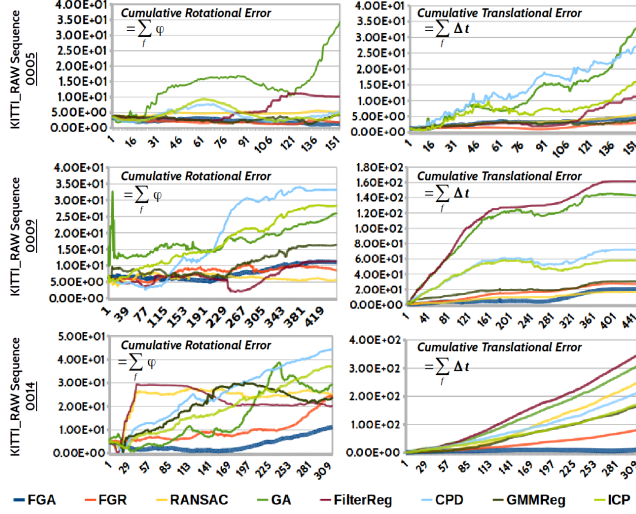 Cumulative Rotational Error
= Σ φ
f
4.00E+01
3.50E+01
3.00E+01
2.50E+01
2.00E+01
1.50E+01
1.00E+01
5.00E+00
0.00E+00
1 16 31 46 61 76 91 106 121 136 151
KITTI_RAW Sequence
0005
Cumulative Translational Error
= Σ Δt
f
4.00E+01
3.50E+01
3.00E+01
2.50E+01
2.00E+01
1.50E+01
1.00E+01
5.00E+00
0.00E+00
1 16 31 46 61 76 91 106 121 136 151
Cumulative Rotational Error
= Σ φ
f
4.00E+01
3.50E+01
3.00E+01
2.50E+01
2.00E+01
1.50E+01
1.00E+01
5.00E+00
0.00E+00
1 39 77 115 153 191 229 267 305 343 381 419
KITTI_RAW Sequence
0009
Cumulative Translational Error
= Σ Δt
f
1.80E+02
1.60E+02
1.40E+02
1.20E+02
1.00E+02
8.00E+01
6.00E+01
4.00E+01
2.00E+01
0.00E+00
1 41 81 121 161 201 241 281 321 361 401 441
Cumulative Rotational Error
= Σ φ
f
5.00E+01
4.00E+01
3.00E+01
2.00E+01
1.00E+01
0.00E+00
1 29 57 85 113 141 169 197 225 253 281 309
KITTI_RAW Sequence
0014
Cumulative Translational Error
= Σ Δt
f
4.00E+02
3.00E+02
2.00E+02
1.00E+02
0.00E+00
1 29 57 85 113 141 169 197 225 253 281 309
FGA FGR RANSAC GA FilterReg CPD GMMReg ICP